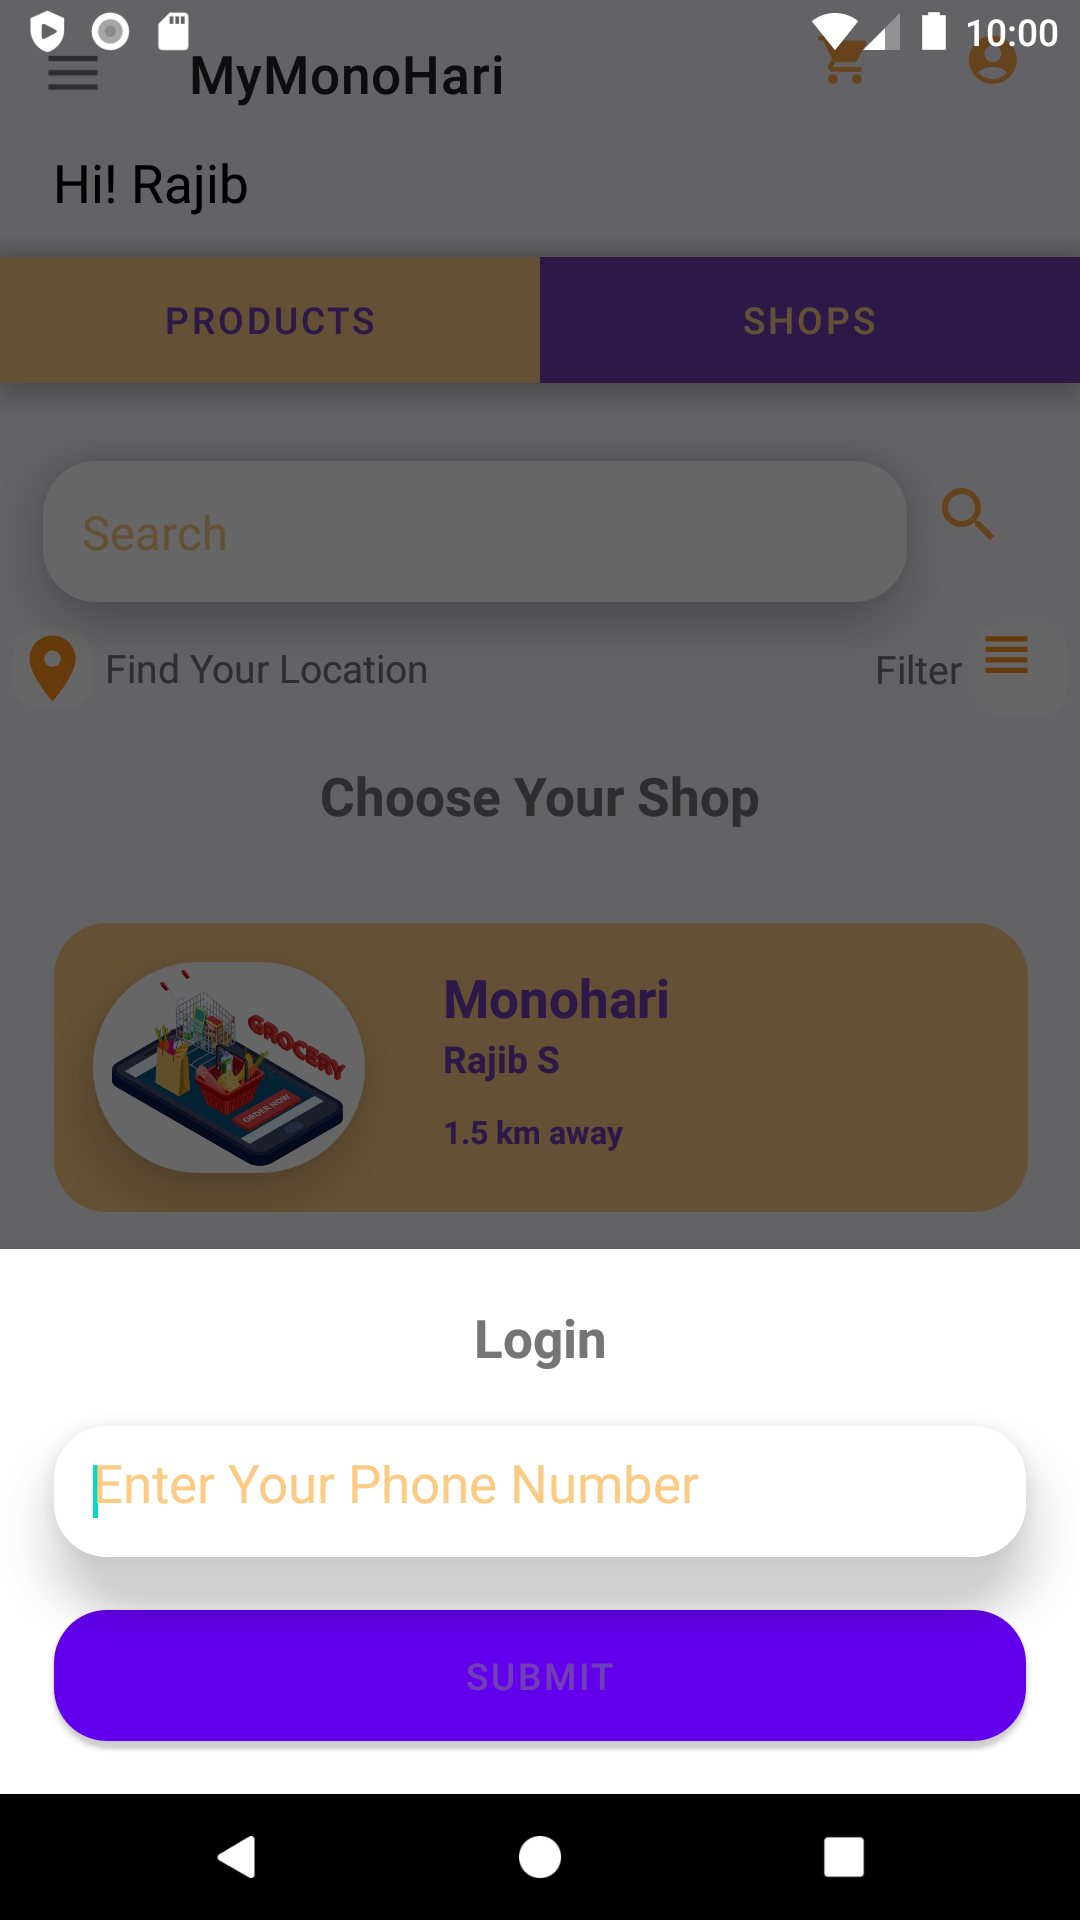 10:00
MyMonoHari
Hi! Rajib
PRODUCTS
SHOPS
Search
Find Your Location
Filter
Choose Your Shop
GROCERY
ORDER NOW
Monohari
Rajib S
1.5 km away
Login
Enter Your Phone Number
SUBMIT